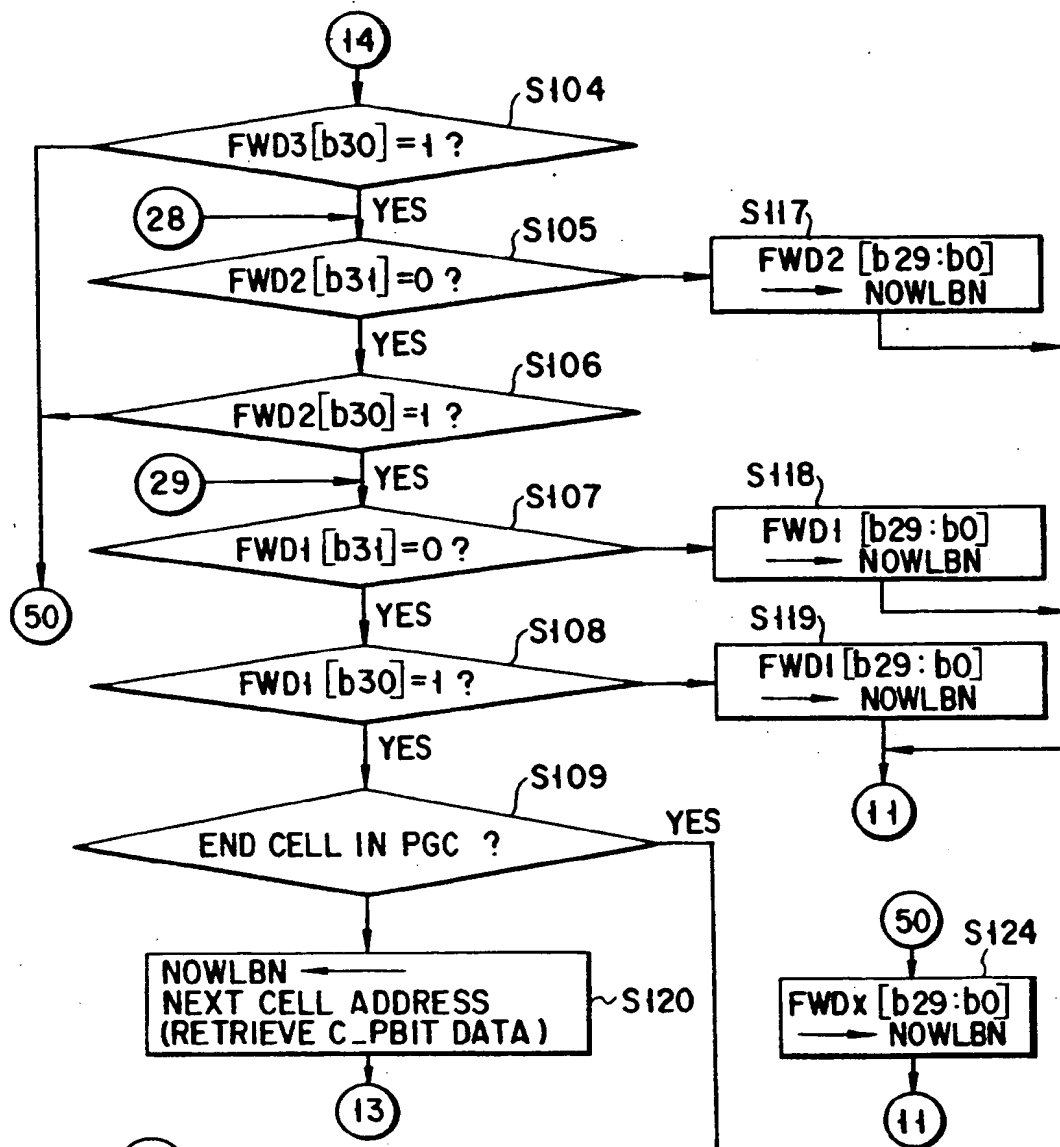 14
S104
FWD3[b30]=1 ?
YES
28
S105
FWD2[b31]=0 ?
S117
FWD2 [b29:b0]
→ NOWLBN
YES
S106
FWD2[b30]=1 ?
YES
29
S107
FWD1[b31]=0 ?
S118
FWD1 [b29:b0]
→ NOWLBN
50
YES
S108
FWD1 [b30]=1 ?
S119
FWD1[b29:b0]
→ NOWLBN
YES
11
S109
END CELL IN PGC ?
YES
NOWLBN ←
NEXT CELL ADDRESS
(RETRIEVE C_PBIT DATA)
S120
13
50
S124
FWDx [b29:b0]
→ NOWLBN
11